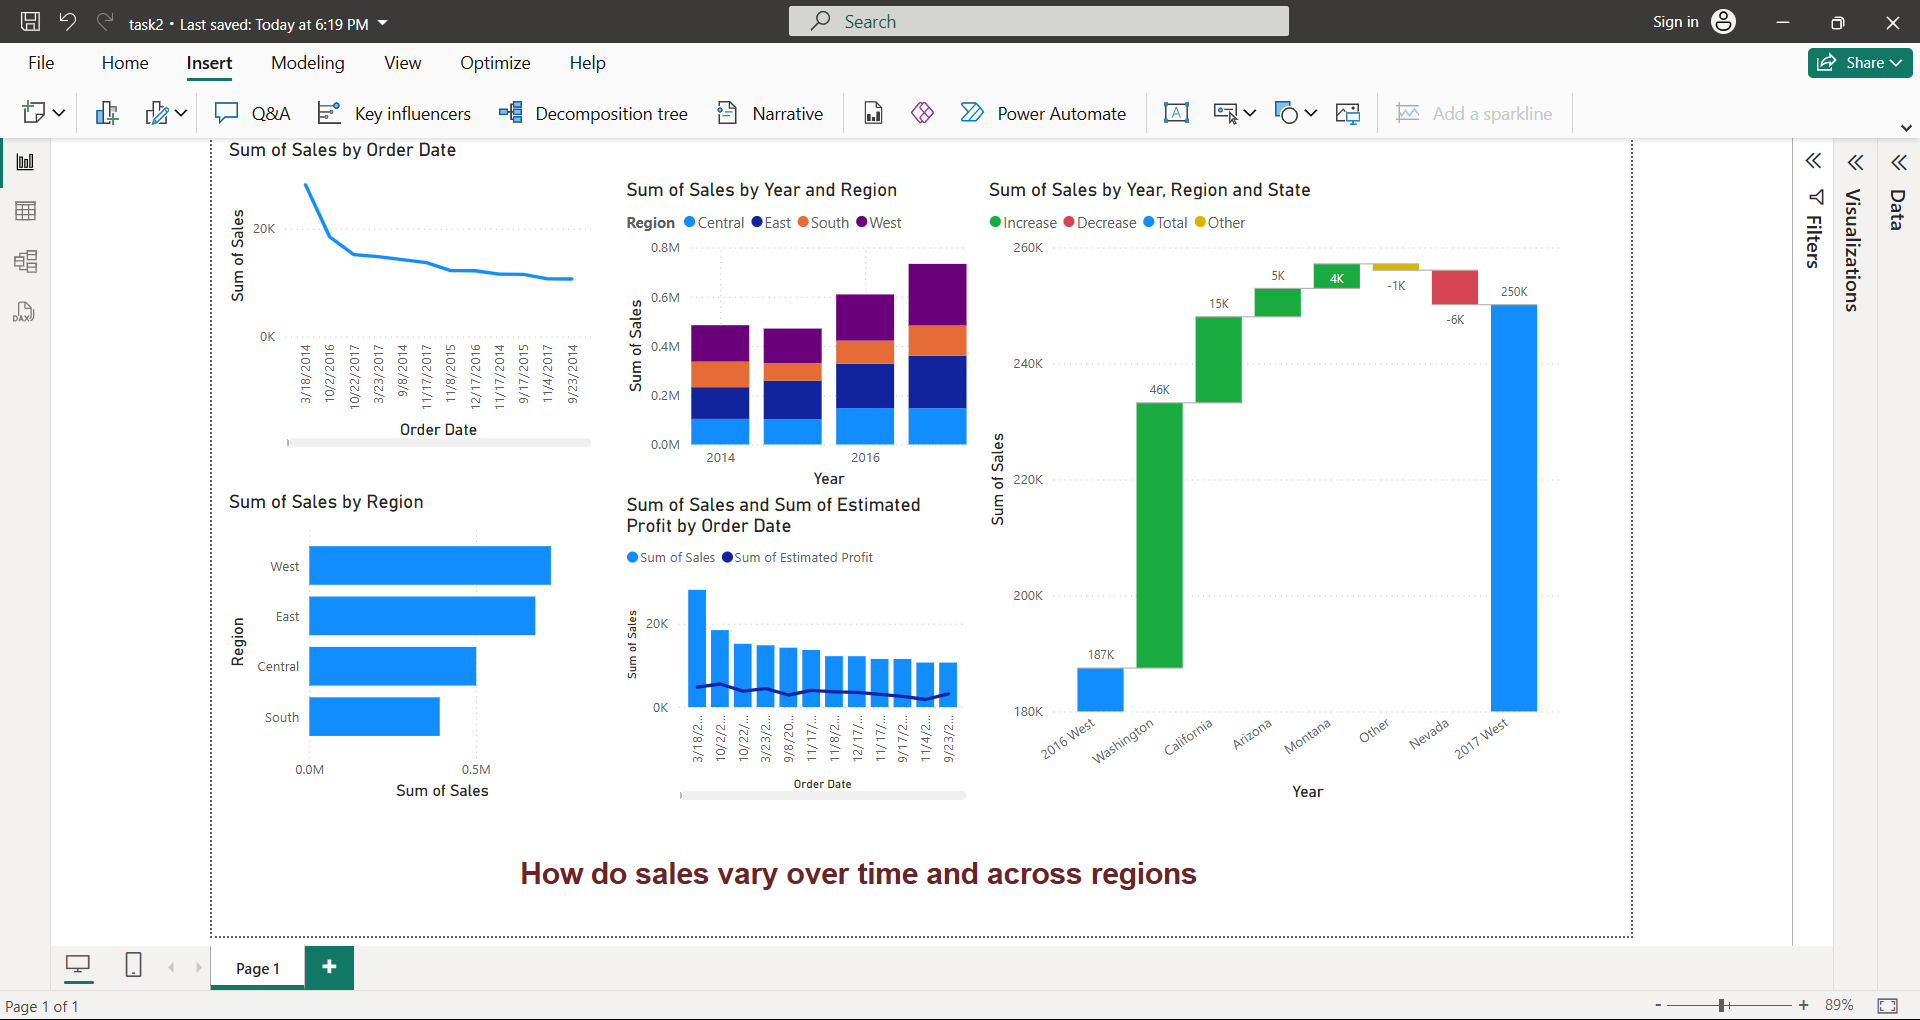 task2 • Last saved: Today at 6:19 PM
Search
Sign in
File Home Insert Modeling View Optimize Help
Share
Q&A Key influencers Decomposition tree Narrative Power Automate Add a sparkline
DAX
Sum of Sales by Order Date
Sum of Sales
20K
0K
3/18/2014 10/2/2016 10/22/2017 3/23/2017 9/8/2014 11/17/2017 11/8/2015 12/17/2016 11/17/2014 9/17/2015 11/4/2017 9/23/2014
Order Date
Sum of Sales by Year and Region
Region Central East South West
Sum of Sales
0.8M
0.6M
0.4M
0.2M
0.0M
2014 2016
Year
Sum of Sales by Year, Region and State
Increase Decrease Total Other
Sum of Sales
260K
240K
220K
200K
180K
187K
46K
15K
5K
4K
-1K
-6K
250K
2016 West Washington California Arizona Montana Other Nevada 2017 West
Year
Sum of Sales by Region
Region
West
East
Central
South
0.0M 0.5M
Sum of Sales
Sum of Sales and Sum of Estimated
Profit by Order Date
Sum of Sales Sum of Estimated Profit
Sum of Sales
20K
0K
3/18/2... 10/2/2... 10/22/... 3/23/2... 9/8/20... 11/17/... 11/8/2... 12/17/... 11/17/... 9/17/2... 11/4/2... 9/23/2...
Order Date
How do sales vary over time and across regions
Filters
Visualizations
Data
Page 1
Page 1 of 1
- + 89%